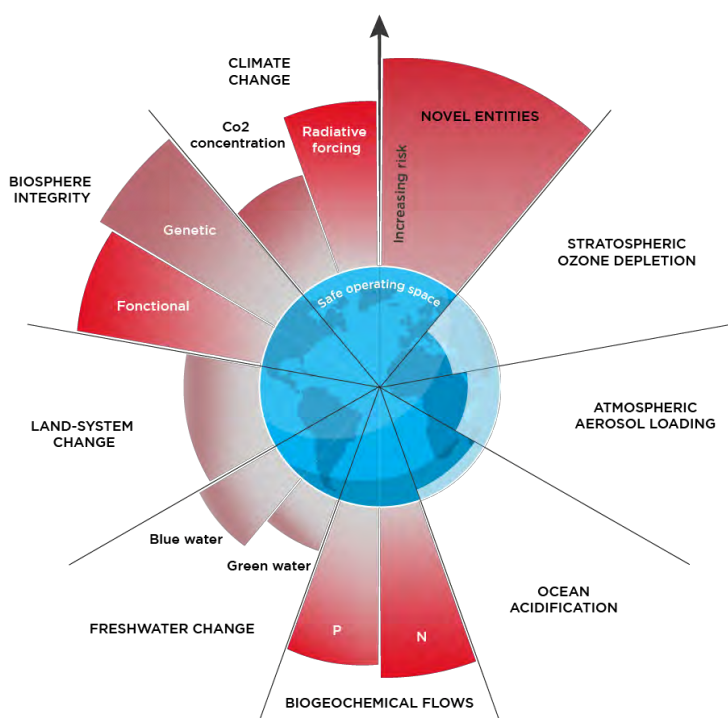 CLIMATE
CHANGE
Co2
concentration
Radiative
forcing
NOVEL ENTITIES
Increasing risk
BIOSPHERE
INTEGRITY
Genetic
Fonctional
STRATOSPHERIC
OZONE DEPLETION
Safe operating space
LAND-SYSTEM
CHANGE
ATMOSPHERIC
AEROSOL LOADING
Blue water
Green water
OCEAN
ACIDIFICATION
FRESHWATER CHANGE
P
N
BIOGEOCHEMICAL FLOWS